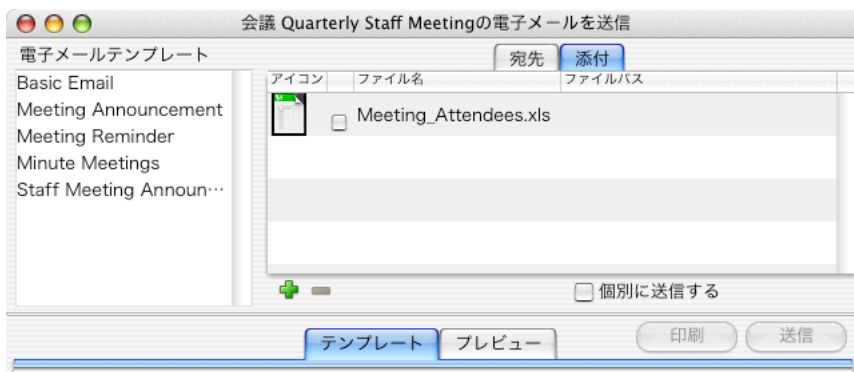 会議 Quarterly Staff Meetingの電子メールを送信
電子メールテンプレート
宛先 添付
Basic Email
Meeting Announcement
Meeting Reminder
Minute Meetings
Staff Meeting Announ…
アイコン ファイル名 ファイルパス
Meeting_Attendees.xls
個別に送信する
テンプレート プレビュー 印刷 送信